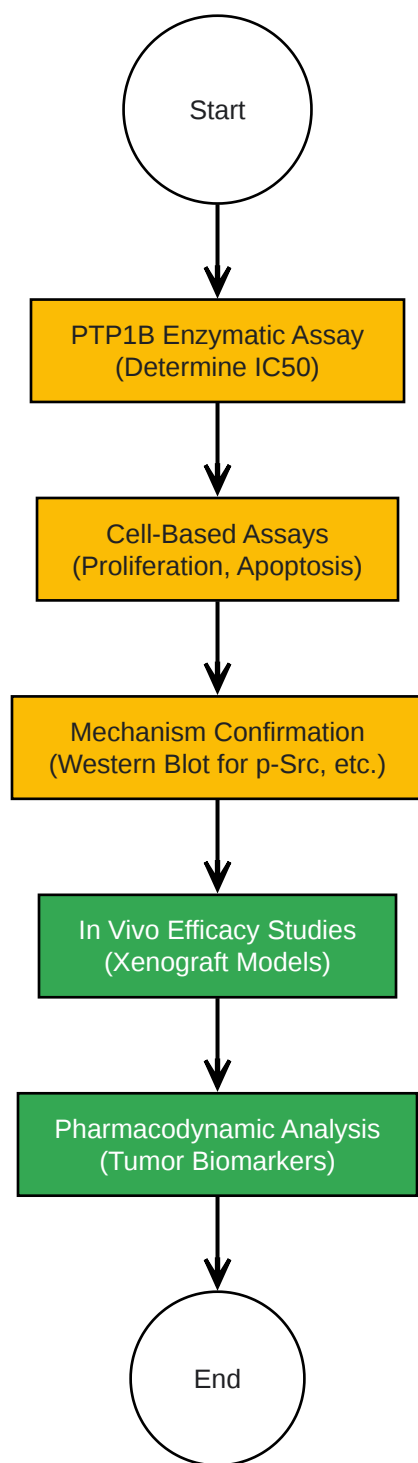 Start
PTP1B Enzymatic Assay
(Determine IC50)
Cell-Based Assays
(Proliferation, Apoptosis)
Mechanism Confirmation
(Western Blot for p-Src, etc.)
In Vivo Efficacy Studies
(Xenograft Models)
Pharmacodynamic Analysis
(Tumor Biomarkers)
End